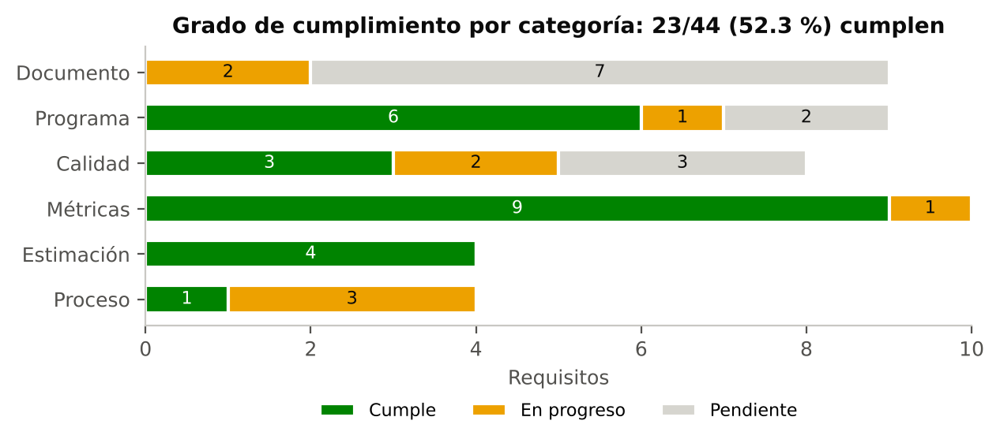 Grado de cumplimiento por categoría: 23/44 (52.3 %) cumplen
Documento 2 7
Programa 6 1 2
Calidad 3 2 3
Métricas 9 1
Estimación 4
Proceso 1 3
0 2 4 6 8 10
Requisitos
Cumple En progreso Pendiente